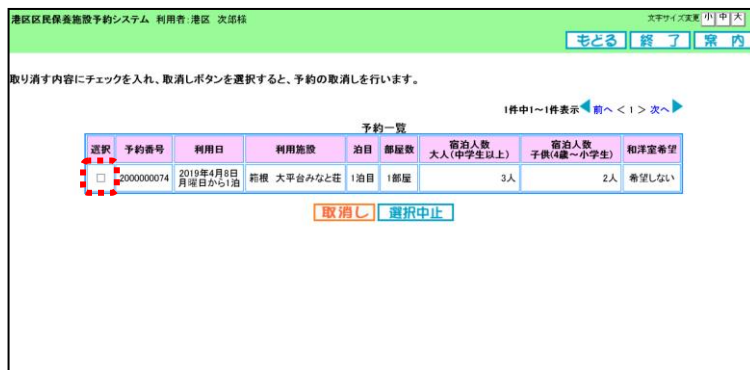 港区区民保養施設予約システム 利用者:港区 次郎様
文字サイズ変更 小 中 大
もどる 終 了 案 内
取り消す内容にチェックを入れ、取消しボタンを選択すると、予約の取消しを行います。
1件中1～1件表示 前へ < 1 > 次へ
予約一覧
選択 予約番号 利用日 利用施設 泊目 部屋数 宿泊人数 大人(中学生以上) 宿泊人数 子供(4歳～小学生) 和洋室希望
2000000074 2019年4月8日 月曜日から1泊 箱根 大平台みなと荘 1泊目 1部屋 3人 2人 希望しない
取消し 選択中止